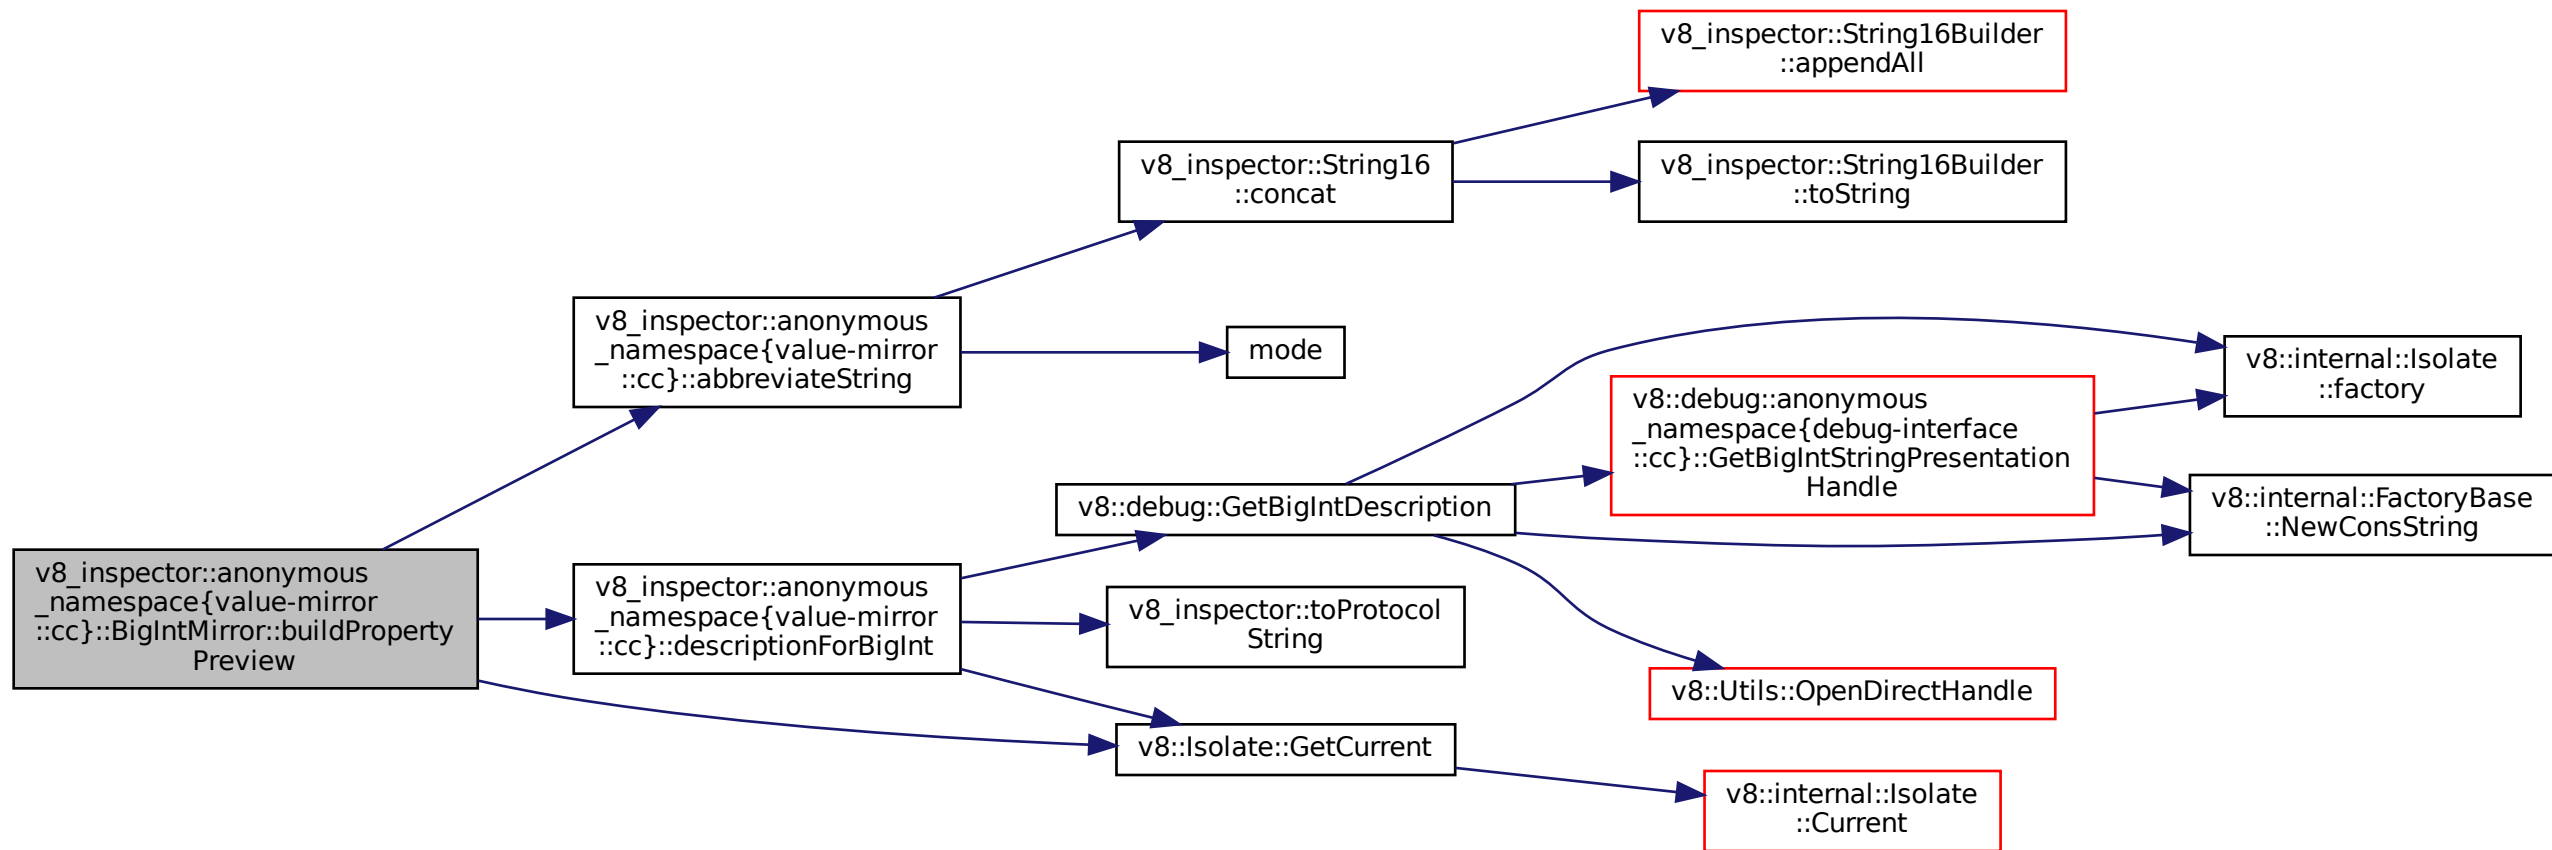 v8_inspector::String16Builder
::appendAll
v8_inspector::String16
::concat
v8_inspector::String16Builder
::toString
v8_inspector::anonymous
_namespace{value-mirror
::cc}::abbreviateString
mode
v8::internal::Isolate
::factory
v8::debug::anonymous
_namespace{debug-interface
::cc}::GetBigIntStringPresentation
Handle
v8::debug::GetBigIntDescription
v8::internal::FactoryBase
::NewConsString
v8_inspector::anonymous
_namespace{value-mirror
::cc}::BigIntMirror::buildProperty
Preview
v8_inspector::anonymous
_namespace{value-mirror
::cc}::descriptionForBigInt
v8_inspector::toProtocol
String
v8::Utils::OpenDirectHandle
v8::Isolate::GetCurrent
v8::internal::Isolate
::Current